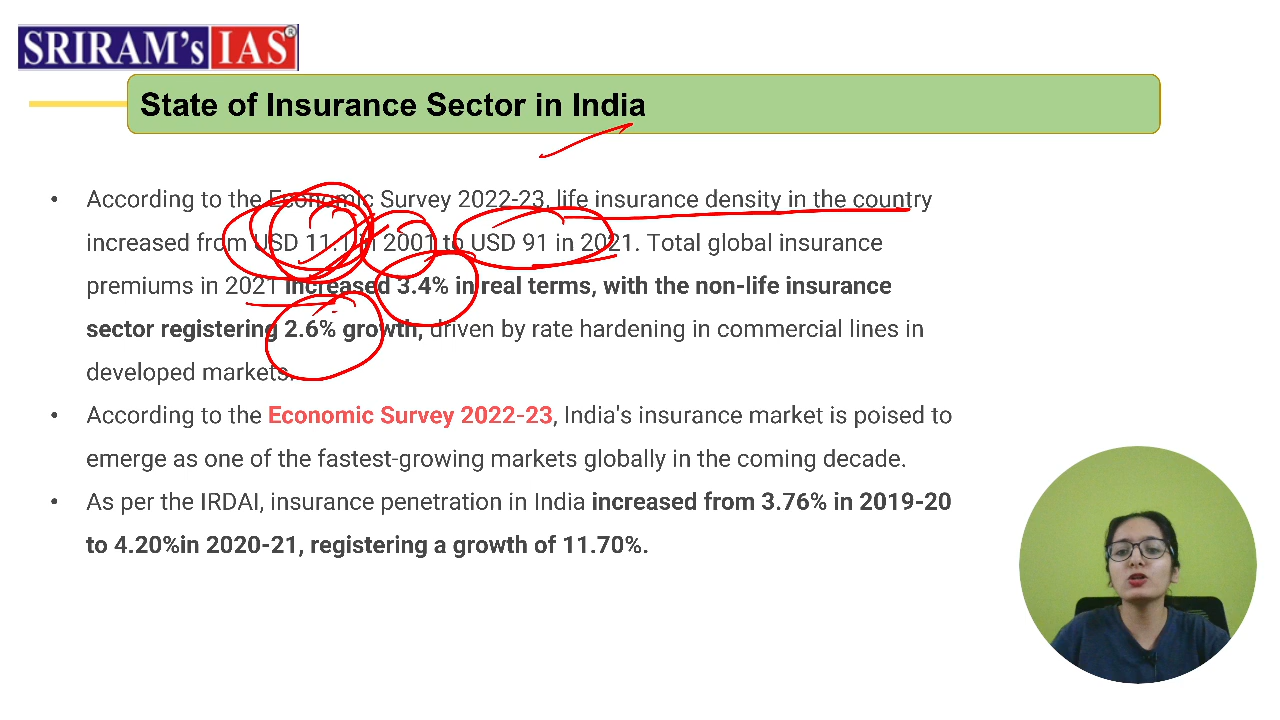 SRIRAM's IAS®
State of Insurance Sector in India
• According to the Economic Survey 2022-23, life insurance density in the country
increased from USD 11.1 in 2001 to USD 91 in 2021. Total global insurance
premiums in 2021 increased 3.4% in real terms, with the non-life insurance
sector registering 2.6% growth, driven by rate hardening in commercial lines in
developed markets.
• According to the Economic Survey 2022-23, India's insurance market is poised to
emerge as one of the fastest-growing markets globally in the coming decade.
• As per the IRDAI, insurance penetration in India increased from 3.76% in 2019-20
to 4.20%in 2020-21, registering a growth of 11.70%.